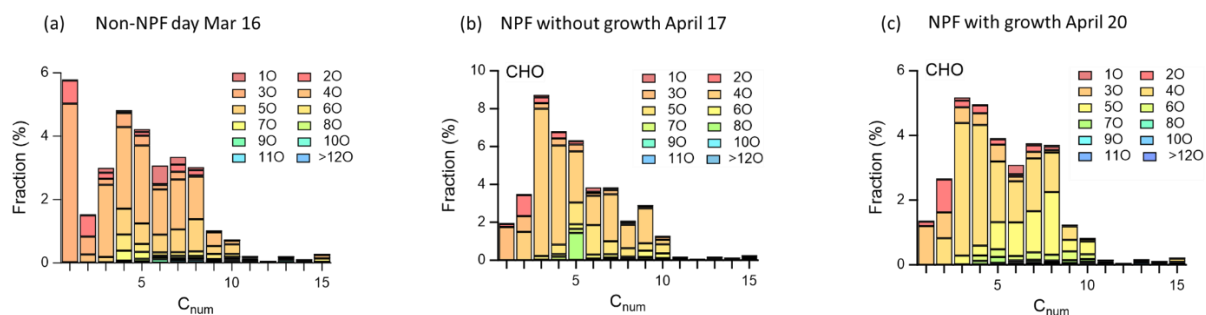 (a) Non-NPF day Mar 16
6
4
2
0
Fraction (%)
1O 2O
3O 4O
5O 6O
7O 8O
9O 10O
11O >12O
5 10 15
Cnum
(b) NPF without growth April 17
CHO
10
8
6
4
2
0
Fraction (%)
1O 2O
3O 4O
5O 6O
7O 8O
9O 10O
11O >12O
5 10 15
Cnum
(c) NPF with growth April 20
CHO
6
4
2
0
Fraction (%)
1O 2O
3O 4O
5O 6O
7O 8O
9O 10O
11O >12O
5 10 15
Cnum